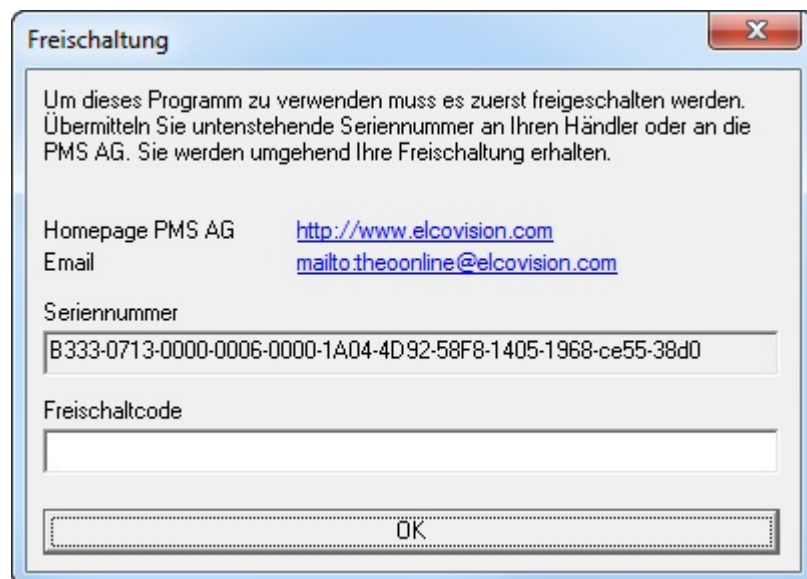 Freischaltung
Um dieses Programm zu verwenden muss es zuerst freigeschalten werden.
Übermitteln Sie untenstehende Seriennummer an Ihren Händler oder an die
PMS AG. Sie werden umgehend Ihre Freischaltung erhalten.
Homepage PMS AG http://www.elcovision.com
Email mailto:theoonline@elcovision.com
Seriennummer
B333-0713-0000-0006-0000-1A04-4D92-58F8-1405-1968-ce55-38d0
Freischaltcode
OK